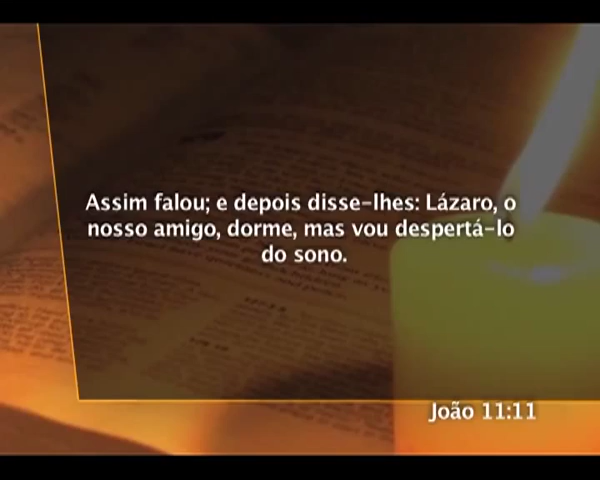 Assim falou; e depois disse-lhes: Lázaro, o
nosso amigo, dorme, mas vou despertá-lo
do sono.
João 11:11